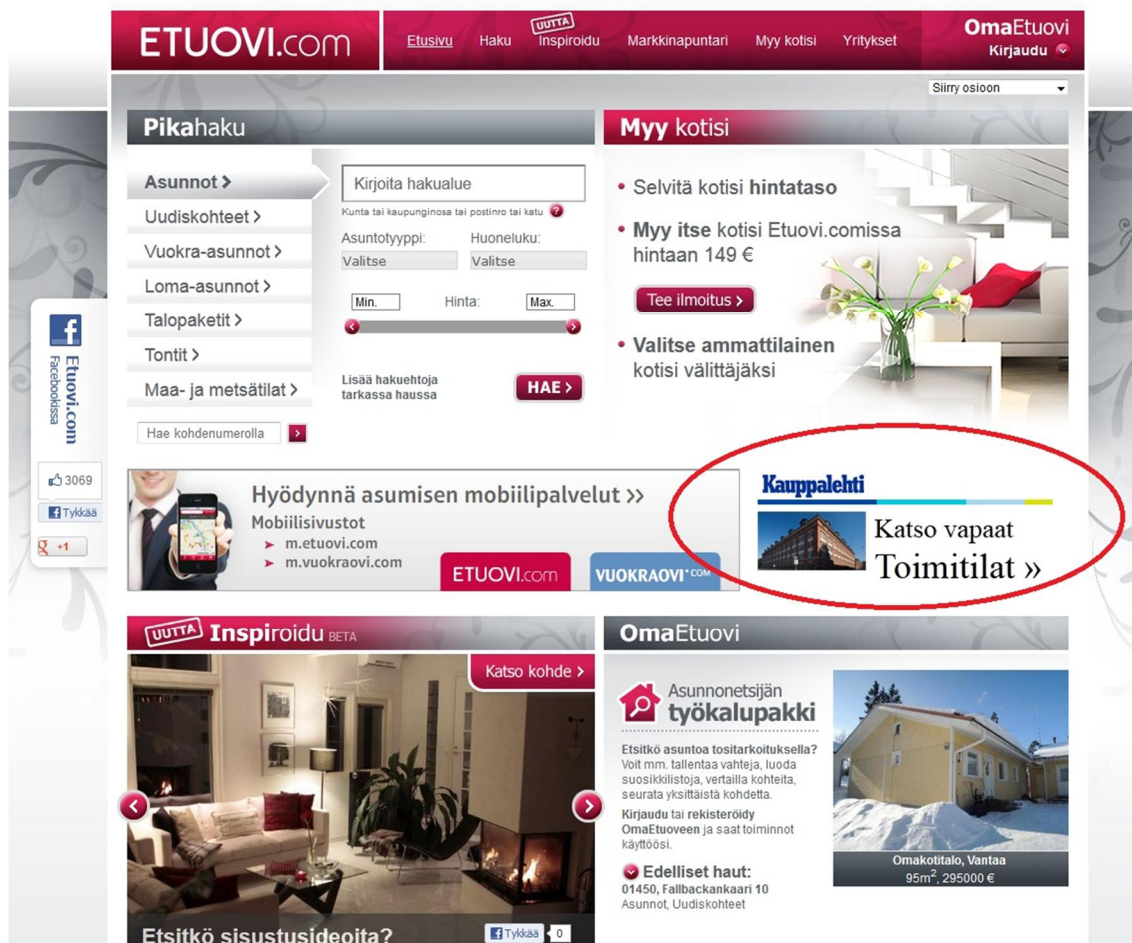 ETUOVI.com
Etusivu
Haku
UUTTA
Inspiroidu
Markkinapuntari
Myy kotisi
Yritykset
OmaEtuovi
Kirjaudu
Siirry osioon
Pikahaku
Asunnot >
Uudiskohteet >
Vuokra-asunnot >
Loma-asunnot >
Talopaketit >
Tontit >
Maa- ja metsätilat >
Hae kohdenumerolla
Kirjoita hakualue
Kunta tai kaupunginosa tai postinro tai katu ?
Asuntotyyppi: Huoneluku:
Valitse Valitse
Min. Hinta: Max.
Lisää hakuehtoja
tarkassa haussa
HAE >
Myy kotisi
• Selvitä kotisi hintataso
• Myy itse kotisi Etuovi.comissa
hintaan 149 €
Tee ilmoitus >
• Valitse ammattilainen
kotisi välittäjäksi
Etuovi.com
Facebookissa
3069
Tykkää
g +1
Hyödynnä asumisen mobiilipalvelut >>
Mobiilisivustot
➤ m.etuovi.com
➤ m.vuokraovi.com
ETUOVI.com
VUOKRAOVI•COM
Kauppalehti
Katso vapaat
Toimitilat »
UUTTA Inspiroidu BETA
Katso kohde >
Etsitkö sisustusideoita?
Tykkää 0
OmaEtuovi
Asunnonetsijän
työkalupakki
Etsitkö asuntoa tositarkoituksella?
Voit mm. tallentaa vahteja, luoda
suosikkilistoja, vertailla kohteita,
seurata yksittäistä kohdetta.
Kirjaudu tai rekisteröidy
OmaEtuoveen ja saat toiminnot
käyttöösi.
Edelliset haut:
01450, Fallbackankaari 10
Asunnot, Uudiskohteet
Omakotitalo, Vantaa
95m², 295000 €